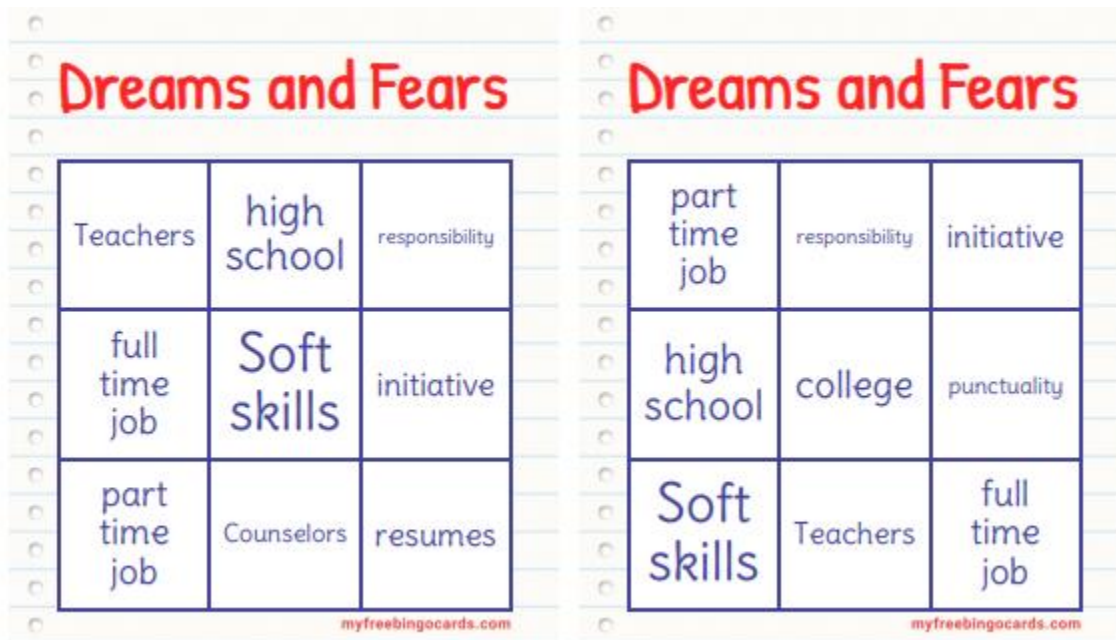 Dreams and Fears
Teachers
high
school
responsibility
full
time
job
Soft
skills
initiative
part
time
job
Counselors
resumes
myfreebingocards.com
Dreams and Fears
part
time
job
responsibility
initiative
high
school
college
punctuality
Soft
skills
Teachers
full
time
job
myfreebingocards.com